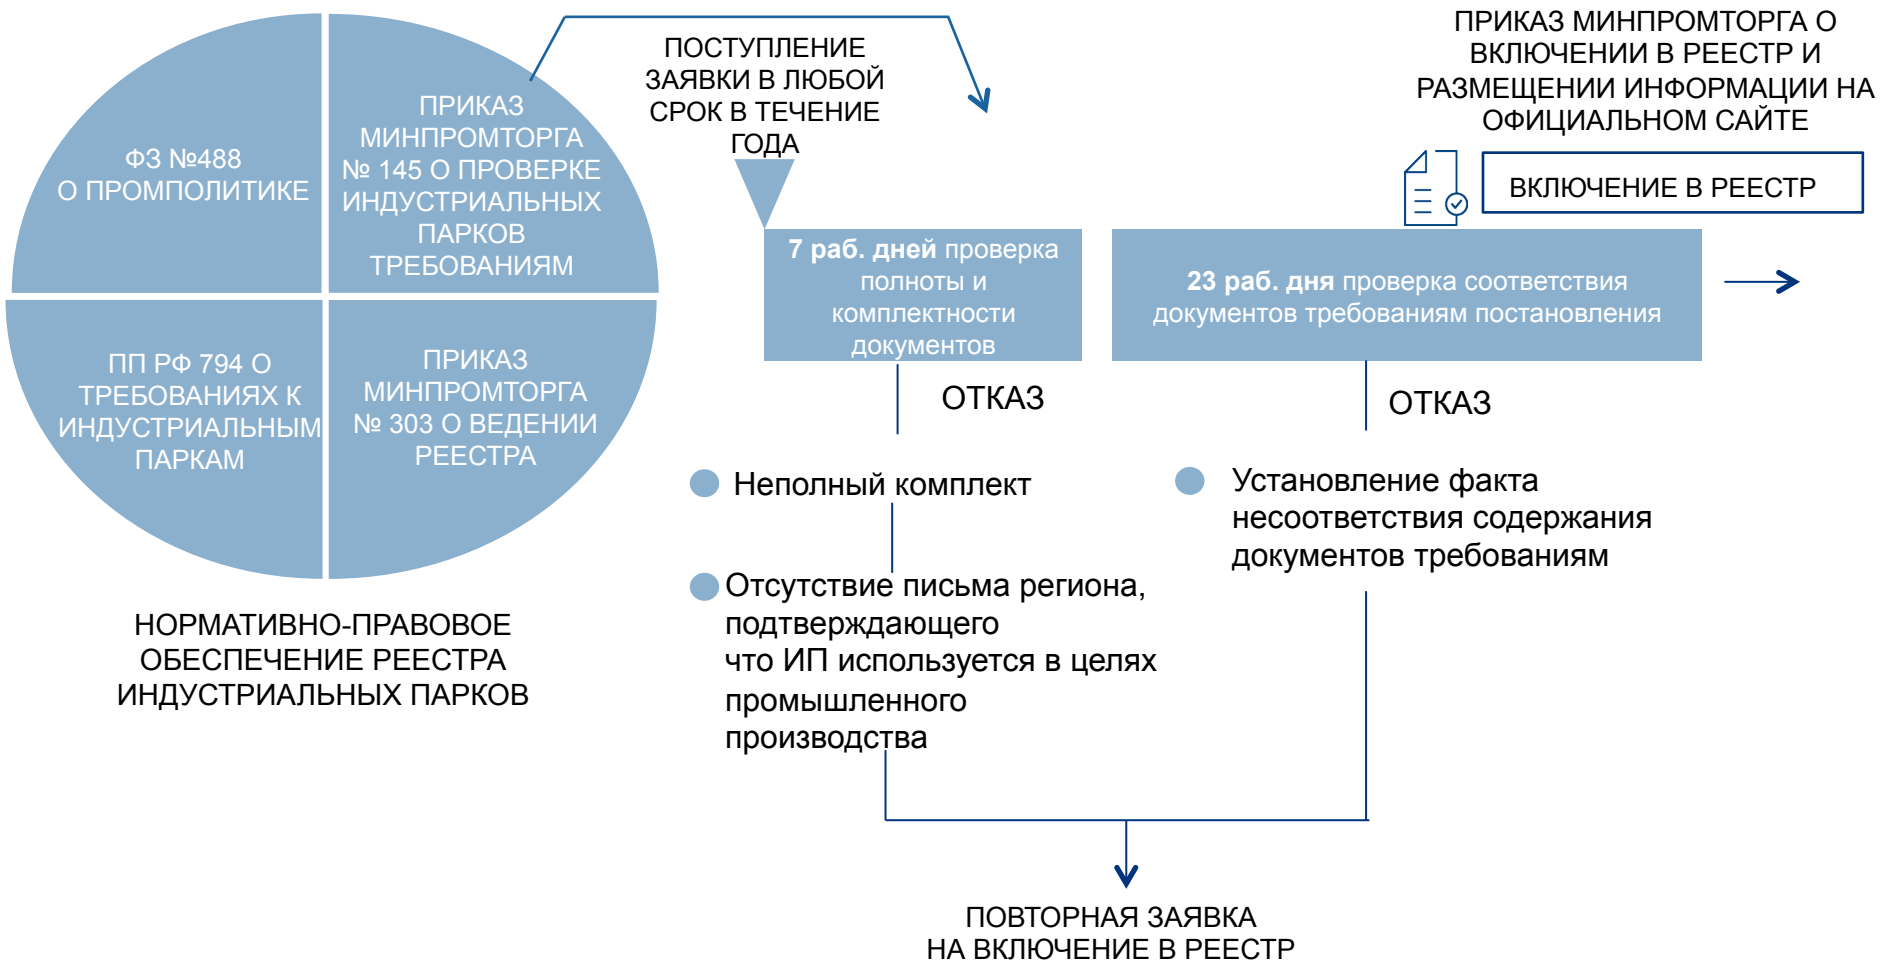 ФЗ №488
О ПРОМПОЛИТИКЕ
ПРИКАЗ
МИНПРОМТОРГА
№ 145 О ПРОВЕРКЕ
ИНДУСТРИАЛЬНЫХ
ПАРКОВ
ТРЕБОВАНИЯМ
ПП РФ 794 О
ТРЕБОВАНИЯХ К
ИНДУСТРИАЛЬНЫМ
ПАРКАМ
ПРИКАЗ
МИНПРОМТОРГА
№ 303 О ВЕДЕНИИ
РЕЕСТРА
НОРМАТИВНО-ПРАВОВОЕ
ОБЕСПЕЧЕНИЕ РЕЕСТРА
ИНДУСТРИАЛЬНЫХ ПАРКОВ
ПОСТУПЛЕНИЕ
ЗАЯВКИ В ЛЮБОЙ
СРОК В ТЕЧЕНИЕ
ГОДА
7 раб. дней проверка
полноты и
комплектности
документов
ОТКАЗ
Неполный комплект
Отсутствие письма региона,
подтверждающего
что ИП используется в целях
промышленного
производства
ПРИКАЗ МИНПРОМТОРГА О
ВКЛЮЧЕНИИ В РЕЕСТР И
РАЗМЕЩЕНИИ ИНФОРМАЦИИ НА
ОФИЦИАЛЬНОМ САЙТЕ
ВКЛЮЧЕНИЕ В РЕЕСТР
23 раб. дня проверка соответствия
документов требованиям постановления
ОТКАЗ
Установление факта
несоответствия содержания
документов требованиям
ПОВТОРНАЯ ЗАЯВКА
НА ВКЛЮЧЕНИЕ В РЕЕСТР